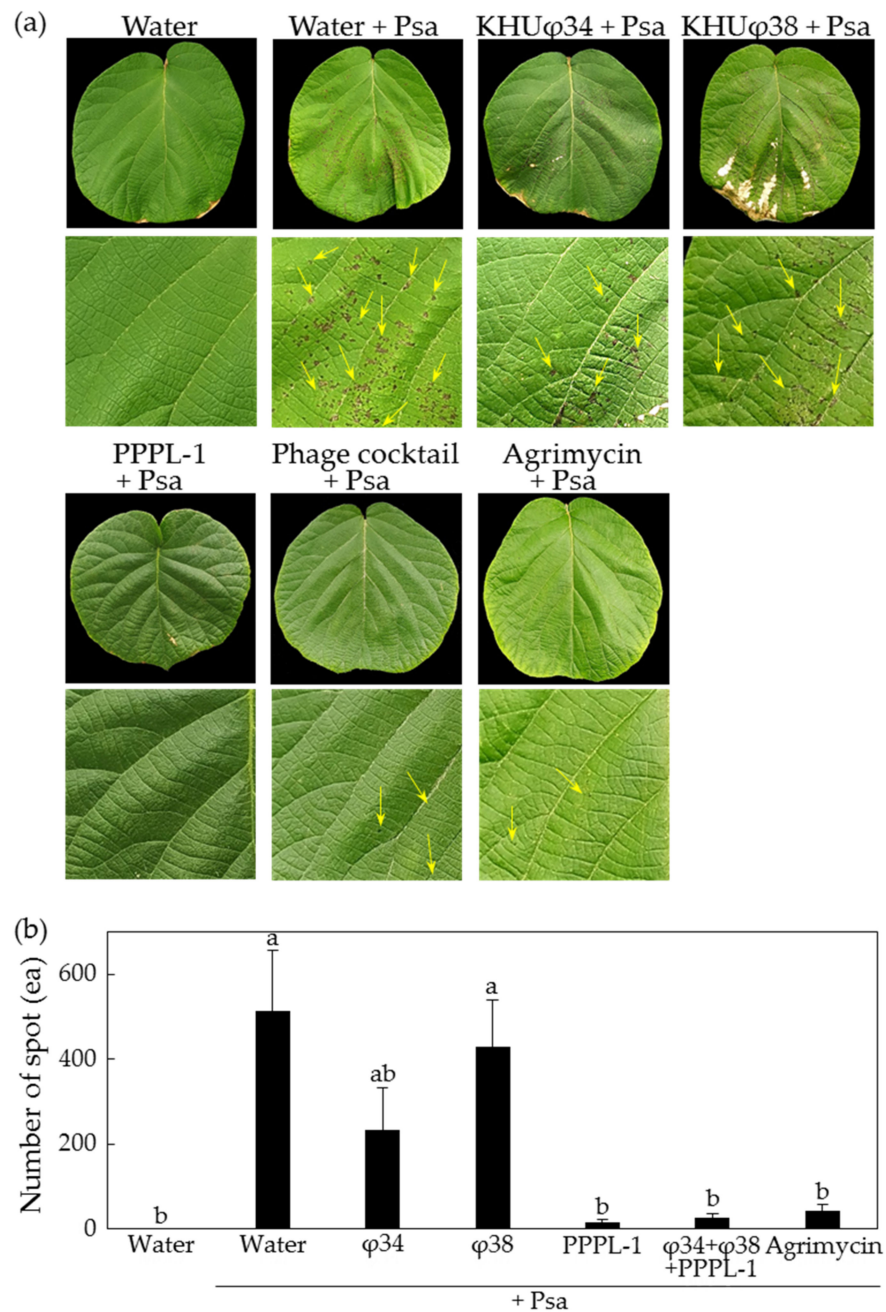 (a)
Water
Water + Psa
KHUφ34 + Psa
KHUφ38 + Psa
PPPL-1
+ Psa
Phage cocktail
+ Psa
Agrimycin
+ Psa
(b)
Number of spot (ea)
600
400
200
0
b
a
ab
a
b
b
b
Water
Water
φ34
φ38
PPPL-1
φ34+φ38
+PPPL-1
Agrimycin
+ Psa